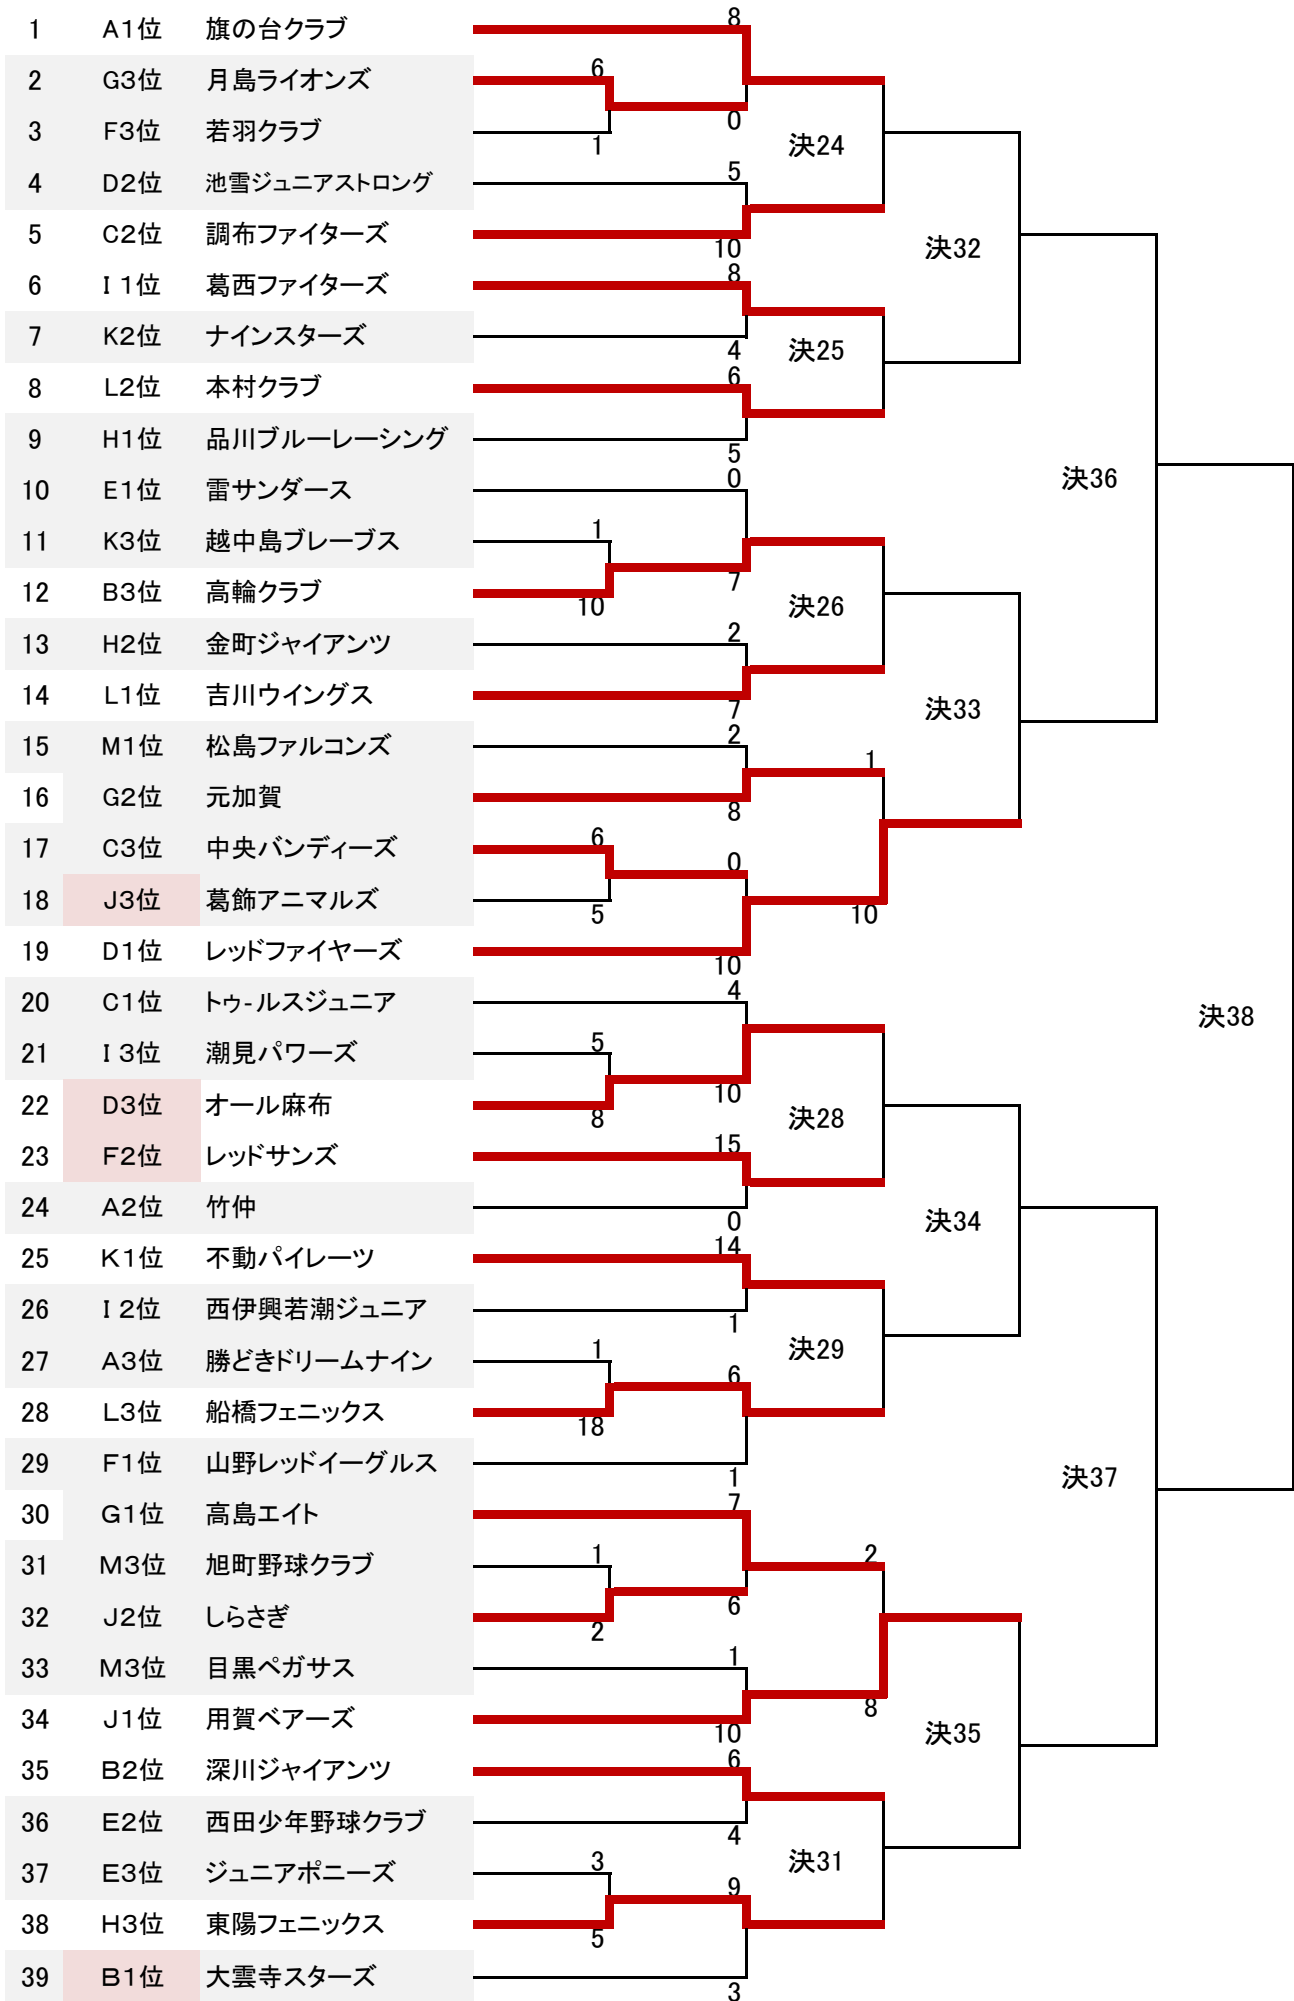 1 A1位 旗の台クラブ 8
2 G3位 月島ライオンズ 6
0
3 F3位 若羽クラブ 1
決24
4 D2位 池雪ジュニアストロング 5
5 C2位 調布ファイターズ 10
決32
6 I 1位 葛西ファイターズ 8
7 K2位 ナインスターズ 4
決25
8 L2位 本村クラブ 6
9 H1位 品川ブルーレーシング 5
決36
10 E1位 雷サンダース 0
11 K3位 越中島ブレーブス 1
7
12 B3位 高輪クラブ 10
決26
13 H2位 金町ジャイアンツ 2
14 L1位 吉川ウイングス 7
決33
15 M1位 松島ファルコンズ 2
1
16 G2位 元加賀 8
17 C3位 中央バンディーズ 6
0
18 J3位 葛飾アニマルズ 5
10
19 D1位 レッドファイヤーズ 10
20 C1位 トゥ-ルスジュニア 4
決38
21 I 3位 潮見パワーズ 5
10
22 D3位 オール麻布 8
決28
23 F2位 レッドサンズ 15
24 A2位 竹仲 0
決34
25 K1位 不動パイレーツ 14
26 I 2位 西伊興若潮ジュニア 1
決29
27 A3位 勝どきドリームナイン 1
6
28 L3位 船橋フェニックス 18
29 F1位 山野レッドイーグルス 1
決37
30 G1位 高島エイト 7
31 M3位 旭町野球クラブ 1
2
6
32 J2位 しらさぎ 2
33 M3位 目黒ペガサス 1
8
34 J1位 用賀ベアーズ 10
決35
35 B2位 深川ジャイアンツ 6
36 E2位 西田少年野球クラブ 4
決31
37 E3位 ジュニアポニーズ 3
9
38 H3位 東陽フェニックス 5
39 B1位 大雲寺スターズ 3